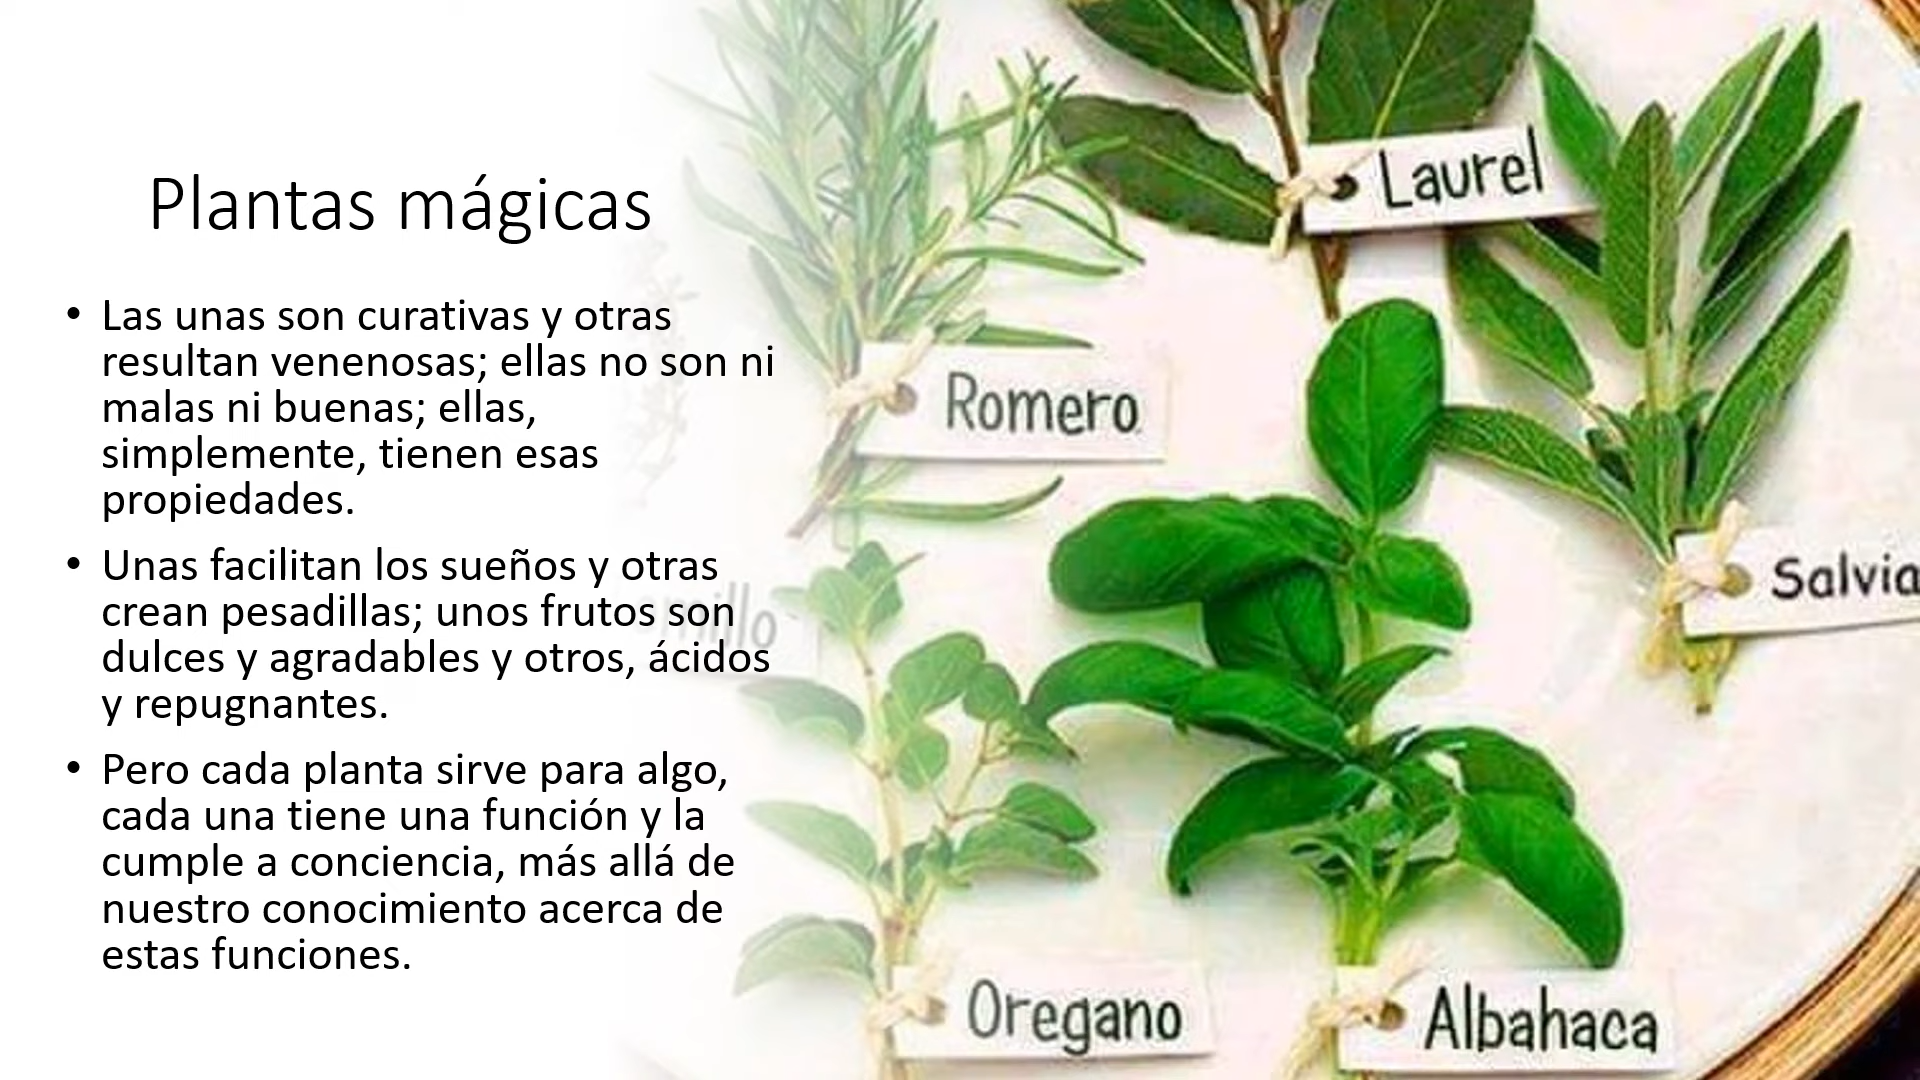 Plantas mágicas
• Las unas son curativas y otras
resultan venenosas; ellas no son ni
malas ni buenas; ellas,
simplemente, tienen esas
propiedades.
• Unas facilitan los sueños y otras
crean pesadillas; unos frutos son
dulces y agradables y otros, ácidos
y repugnantes.
• Pero cada planta sirve para algo,
cada una tiene una función y la
cumple a conciencia, más allá de
nuestro conocimiento acerca de
estas funciones.
Laurel
Romero
Salvia
Oregano
Albahaca